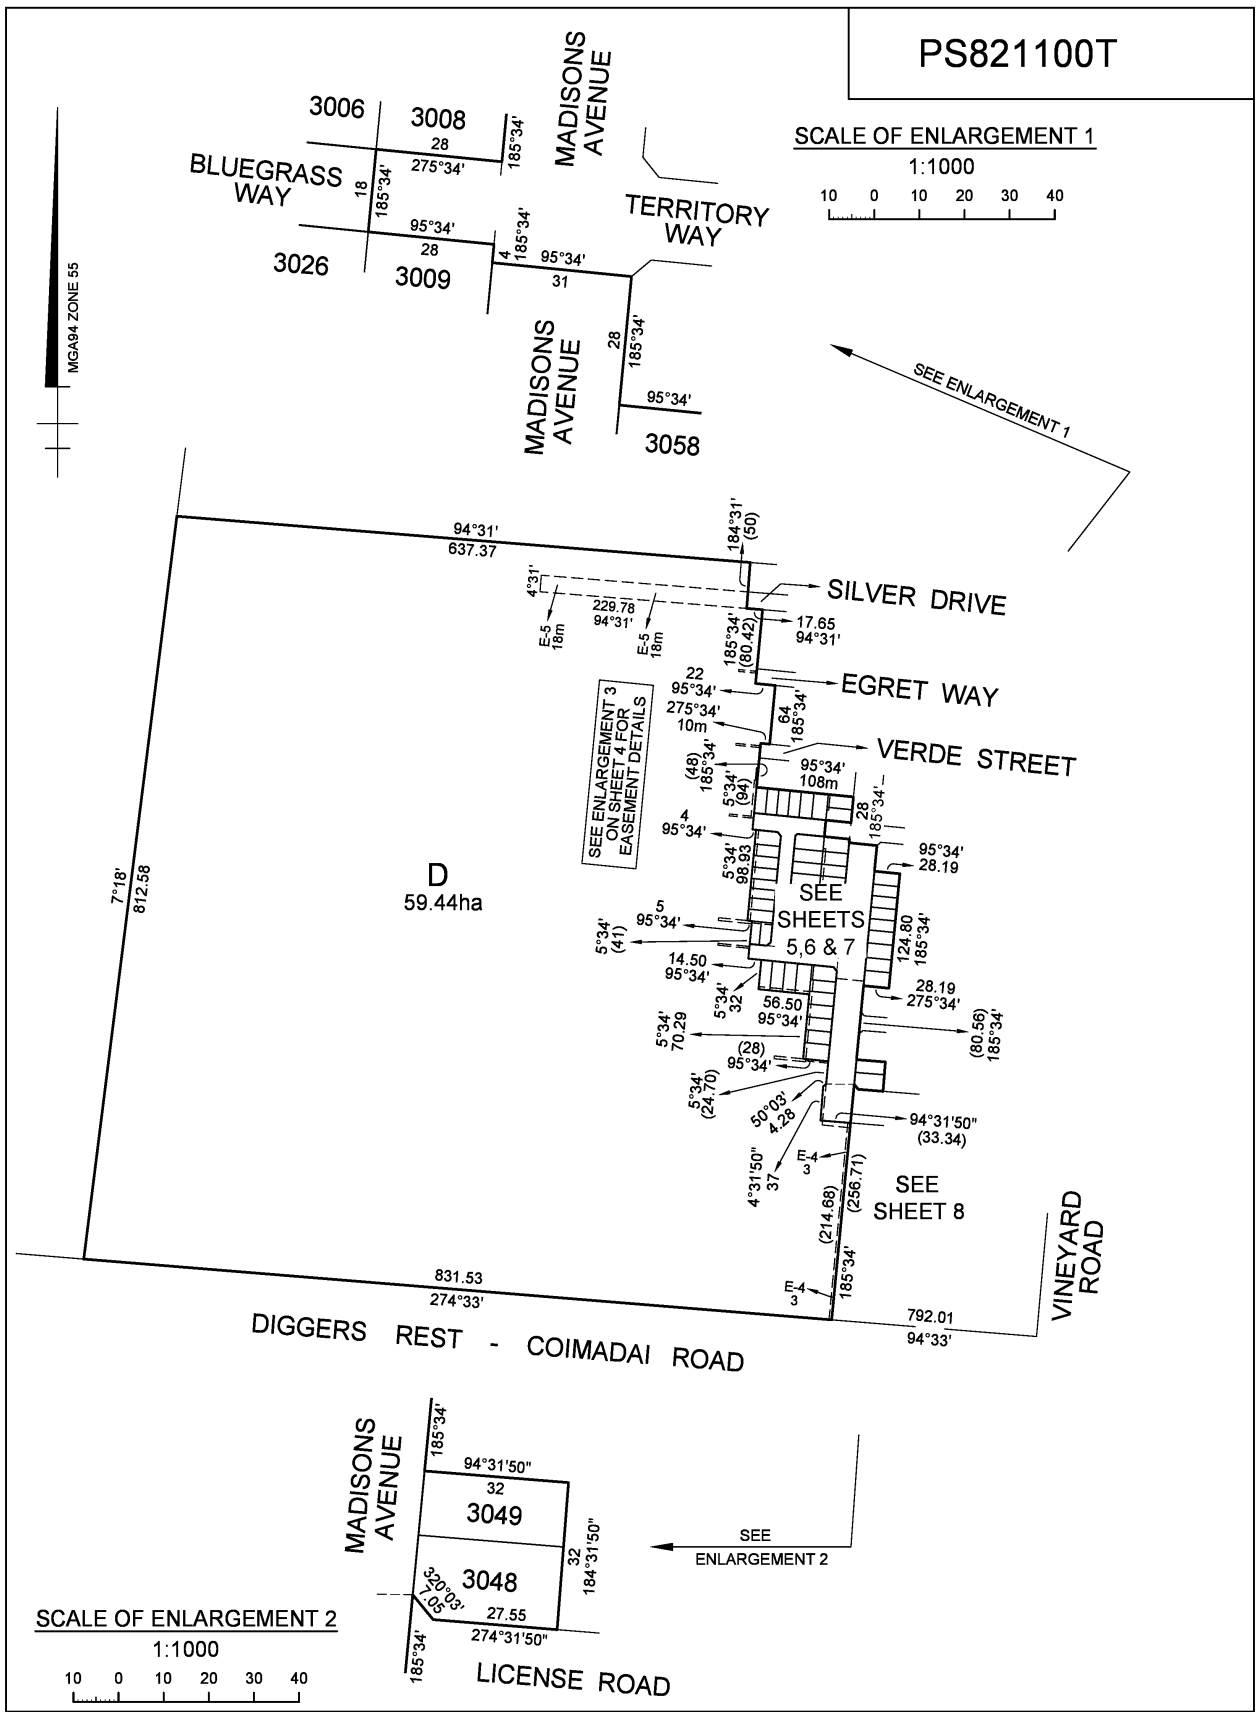 PS821100T
SCALE OF ENLARGEMENT 1
1:1000
10 0 10 20 30 40
MADISONS
AVENUE
3006
3008
28
275°34'
185°34'
BLUEGRASS
WAY
18
185°34'
TERRITORY
WAY
95°34'
28
4
185°34'
95°34'
31
3026
3009
MADISONS
AVENUE
28
185°34'
95°34'
3058
MGA94 ZONE 55
SEE ENLARGEMENT 1
94°31'
637.37
184°31'
(50)
4°31'
E-5
18m
229.78
94°31'
E-5
18m
SILVER DRIVE
17.65
94°31'
185°34'
(80.42)
22
95°34'
EGRET WAY
64
185°34'
275°34'
10m
VERDE STREET
(48)
185°34'
95°34'
108m
5°34'
(94)
28
185°34'
SEE ENLARGEMENT 3
ON SHEET 4 FOR
EASEMENT DETAILS
4
95°34'
5°34'
98.93
95°34'
28.19
D
59.44ha
7°18'
812.58
SEE
SHEETS
5,6 & 7
124.80
185°34'
5
95°34'
5°34'
(41)
14.50
95°34'
5°34'
32
56.50
95°34'
28.19
275°34'
5°34'
70.29
(80.56)
185°34'
(28)
95°34'
5°34'
(24.70)
50°03'
4.28
94°31'50"
(33.34)
4°31'50"
37
E-4
3
(214.68)
(256.71)
SEE
SHEET 8
VINEYARD
ROAD
185°34'
E-4
3
831.53
274°33'
792.01
94°33'
DIGGERS REST - COIMADAI ROAD
MADISONS
AVENUE
185°34'
94°31'50"
32
3049
3048
32
184°31'50"
320°03'
7.05
27.55
274°31'50"
185°34'
LICENSE ROAD
SEE
ENLARGEMENT 2
SCALE OF ENLARGEMENT 2
1:1000
10 0 10 20 30 40